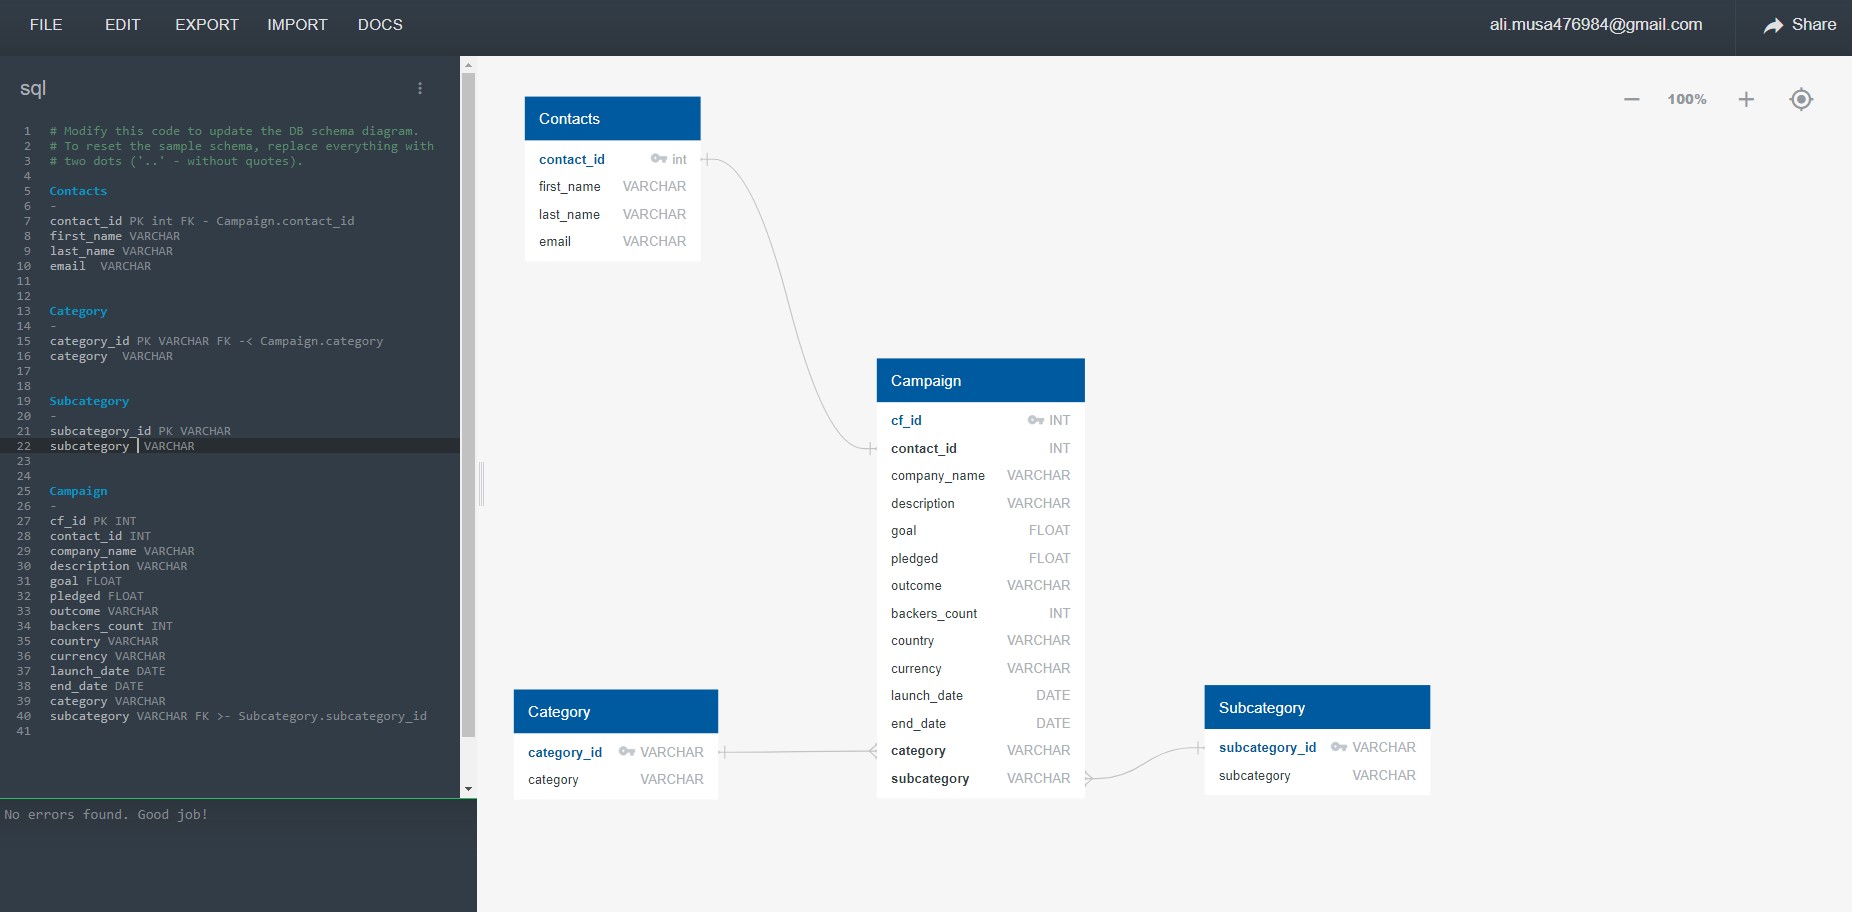 FILE EDIT EXPORT IMPORT DOCS ali.musa476984@gmail.com Share
sql
1 # Modify this code to update the DB schema diagram.
2 # To reset the sample schema, replace everything with
3 # two dots ('..' - without quotes).
4
5 Contacts
6 -
7 contact_id PK int FK - Campaign.contact_id
8 first_name VARCHAR
9 last_name VARCHAR
10 email  VARCHAR
11
12
13 Category
14 -
15 category_id PK VARCHAR FK -< Campaign.category
16 category  VARCHAR
17
18
19 Subcategory
20 -
21 subcategory_id PK VARCHAR
22 subcategory  VARCHAR
23
24
25 Campaign
26 -
27 cf_id PK INT
28 contact_id INT
29 company_name VARCHAR
30 description VARCHAR
31 goal FLOAT
32 pledged FLOAT
33 outcome VARCHAR
34 backers_count INT
35 country VARCHAR
36 currency VARCHAR
37 launch_date DATE
38 end_date DATE
39 category VARCHAR
40 subcategory VARCHAR FK >- Subcategory.subcategory_id
41
No errors found. Good job!
100%
Contacts
contact_id int
first_name VARCHAR
last_name VARCHAR
email VARCHAR
Campaign
cf_id INT
contact_id INT
company_name VARCHAR
description VARCHAR
goal FLOAT
pledged FLOAT
outcome VARCHAR
backers_count INT
country VARCHAR
currency VARCHAR
launch_date DATE
end_date DATE
category VARCHAR
subcategory VARCHAR
Category
category_id VARCHAR
category VARCHAR
Subcategory
subcategory_id VARCHAR
subcategory VARCHAR